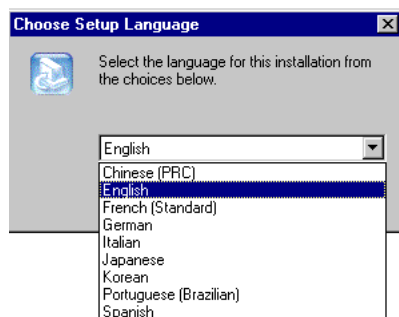 Choose Setup Language
Select the language for this installation from
the choices below.
English
Chinese (PRC)
English
French (Standard)
German
Italian
Japanese
Korean
Portuguese (Brazilian)
Spanish